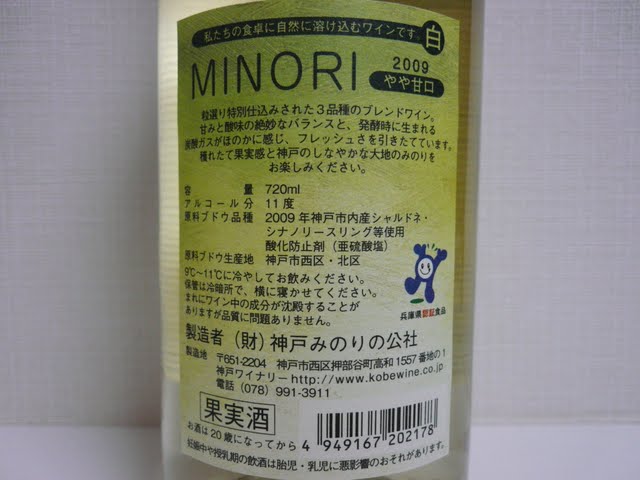 私たちの食卓に自然に溶け込むワインです。
白
MINORI
2009
やや甘口
粒選り特別仕込みされた3品種のブレンドワイン。
甘みと酸味の絶妙なバランスと、発酵時に生まれる
炭酸ガスがほのかに感じ、フレッシュさを引きたてています。
穫れたて果実感と神戸のしなやかな大地のみのりを
お楽しみください。
容量 720ml
アルコール分 11度
原料ブドウ品種 2009年神戸市内産シャルドネ・
シナノリースリング等使用
酸化防止剤（亜硫酸塩）
原料ブドウ生産地 神戸市西区・北区
9℃～11℃に冷やしてお飲みください。
保管は冷暗所で、横に寝かせてください。
まれにワイン中の成分が沈殿することが
ありますが品質に問題ありません。
兵庫県認証食品
製造者（財）神戸みのりの公社
製造地 〒651-2204 神戸市西区押部谷町高和1557番地の1
神戸ワイナリーhttp://www.kobewine.co.jp
電話（078）991-3911
果実酒
お酒は20歳になってから
4 949167 202178
妊娠中や授乳期の飲酒は胎児・乳児に悪影響のおそれがあります。